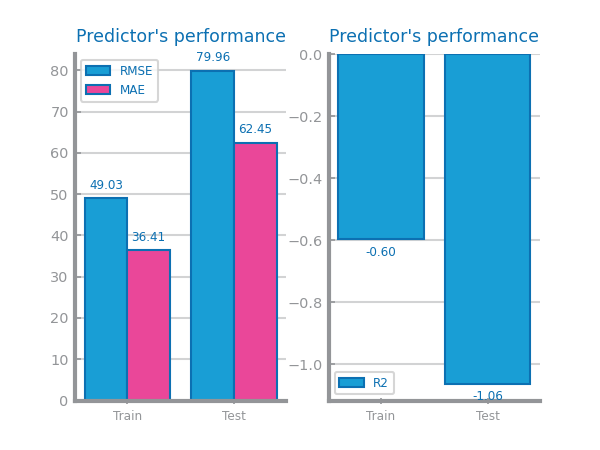 Predictor's performance
RMSE
MAE
80
70
60
50
40
30
20
10
0
49.03
36.41
79.96
62.45
Train
Test
Predictor's performance
0.0
−0.2
−0.4
−0.6
−0.8
−1.0
-0.60
-1.06
R2
Train
Test